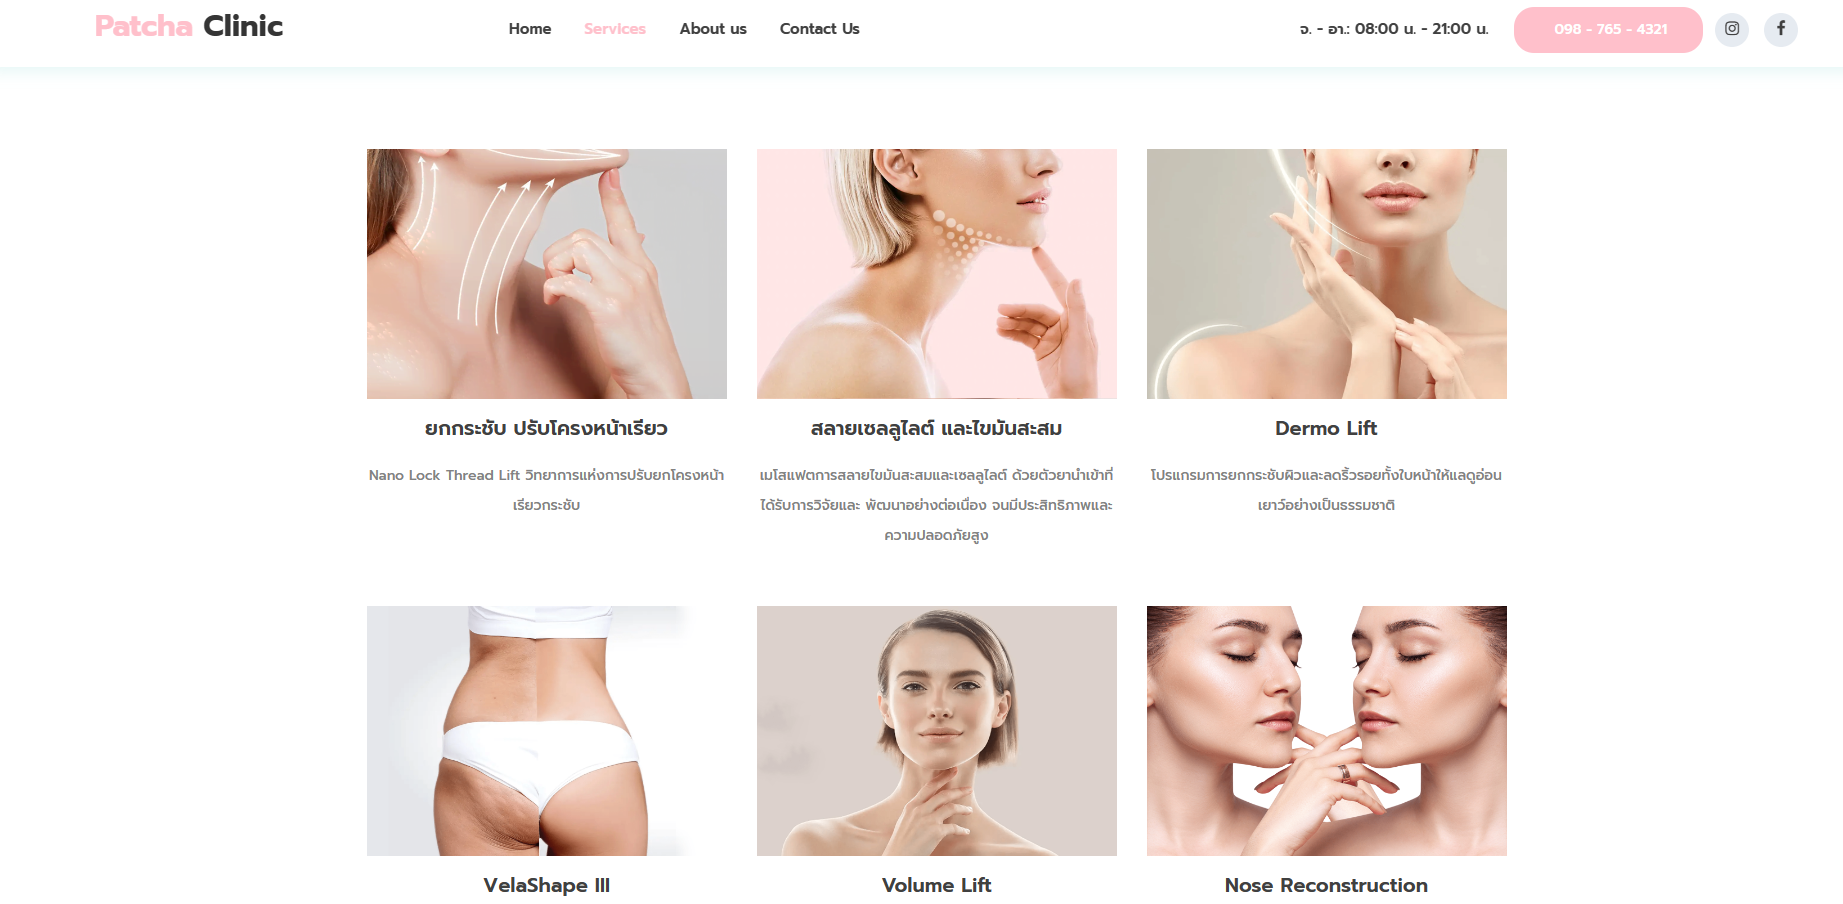 Patcha Clinic
Home Services About us Contact Us
จ. - อา.: 08:00 น. - 21:00 น.
098 - 765 - 4321
ยกกระชับ ปรับโครงหน้าเรียว
Nano Lock Thread Lift วิทยาการแห่งการปรับยกโครงหน้า
เรียวกระชับ
สลายเซลลูไลต์ และไขมันสะสม
เมโสแฟตการสลายไขมันสะสมและเซลลูไลต์ ด้วยตัวยานำเข้าที่
ได้รับการวิจัยและ พัฒนาอย่างต่อเนื่อง จนมีประสิทธิภาพและ
ความปลอดภัยสูง
Dermo Lift
โปรแกรมการยกกระชับผิวและลดริ้วรอยทั้งใบหน้าให้แลดูอ่อน
เยาว์อย่างเป็นธรรมชาติ
VelaShape III
Volume Lift
Nose Reconstruction